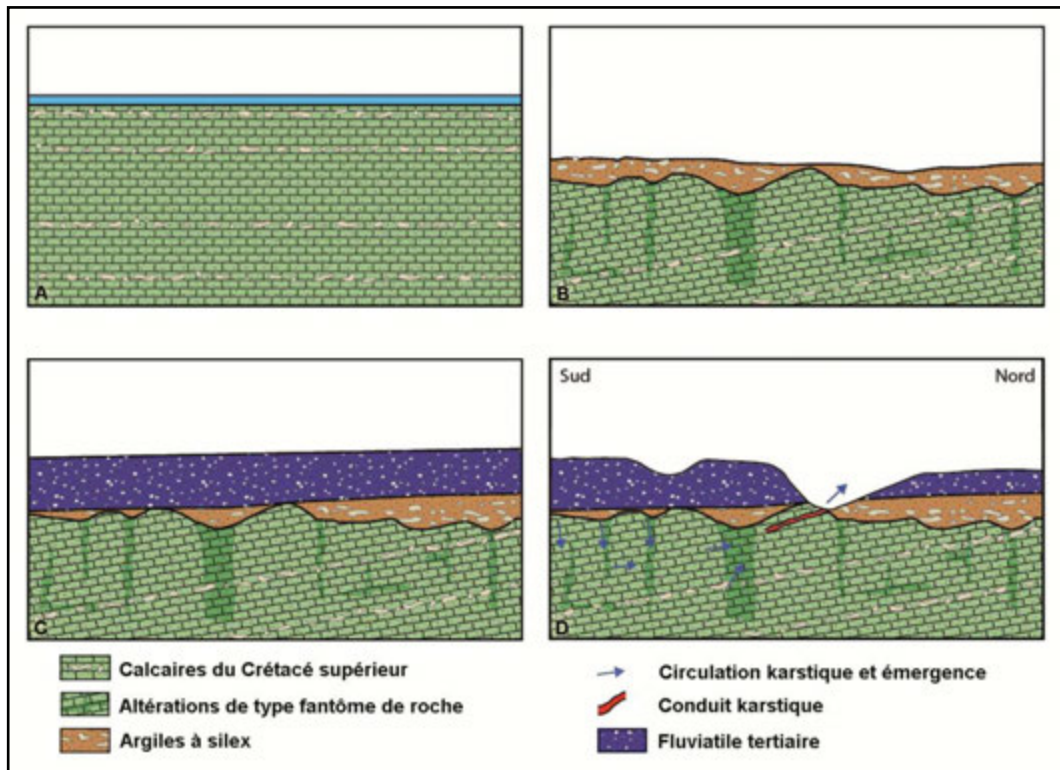 A
B
C
Sud Nord
D
Calcaires du Crétacé supérieur
Altérations de type fantôme de roche
Argiles à silex
Circulation karstique et émergence
Conduit karstique
Fluviatile tertiaire